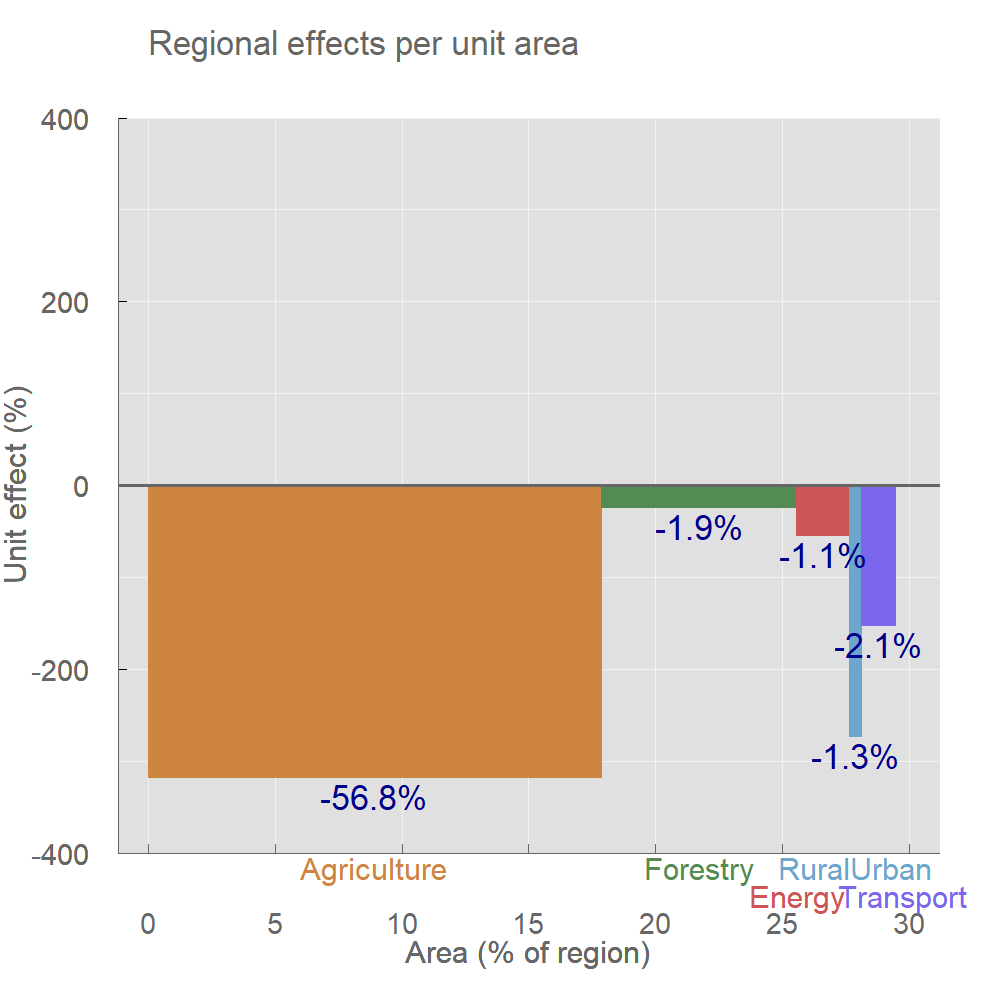 Regional effects per unit area
400
200
0
-200
-400
Unit effect (%)
-56.8%
-1.9%
-1.1%
-2.1%
-1.3%
Agriculture Forestry RuralUrban
Energy Transport
0 5 10 15 20 25 30
Area (% of region)